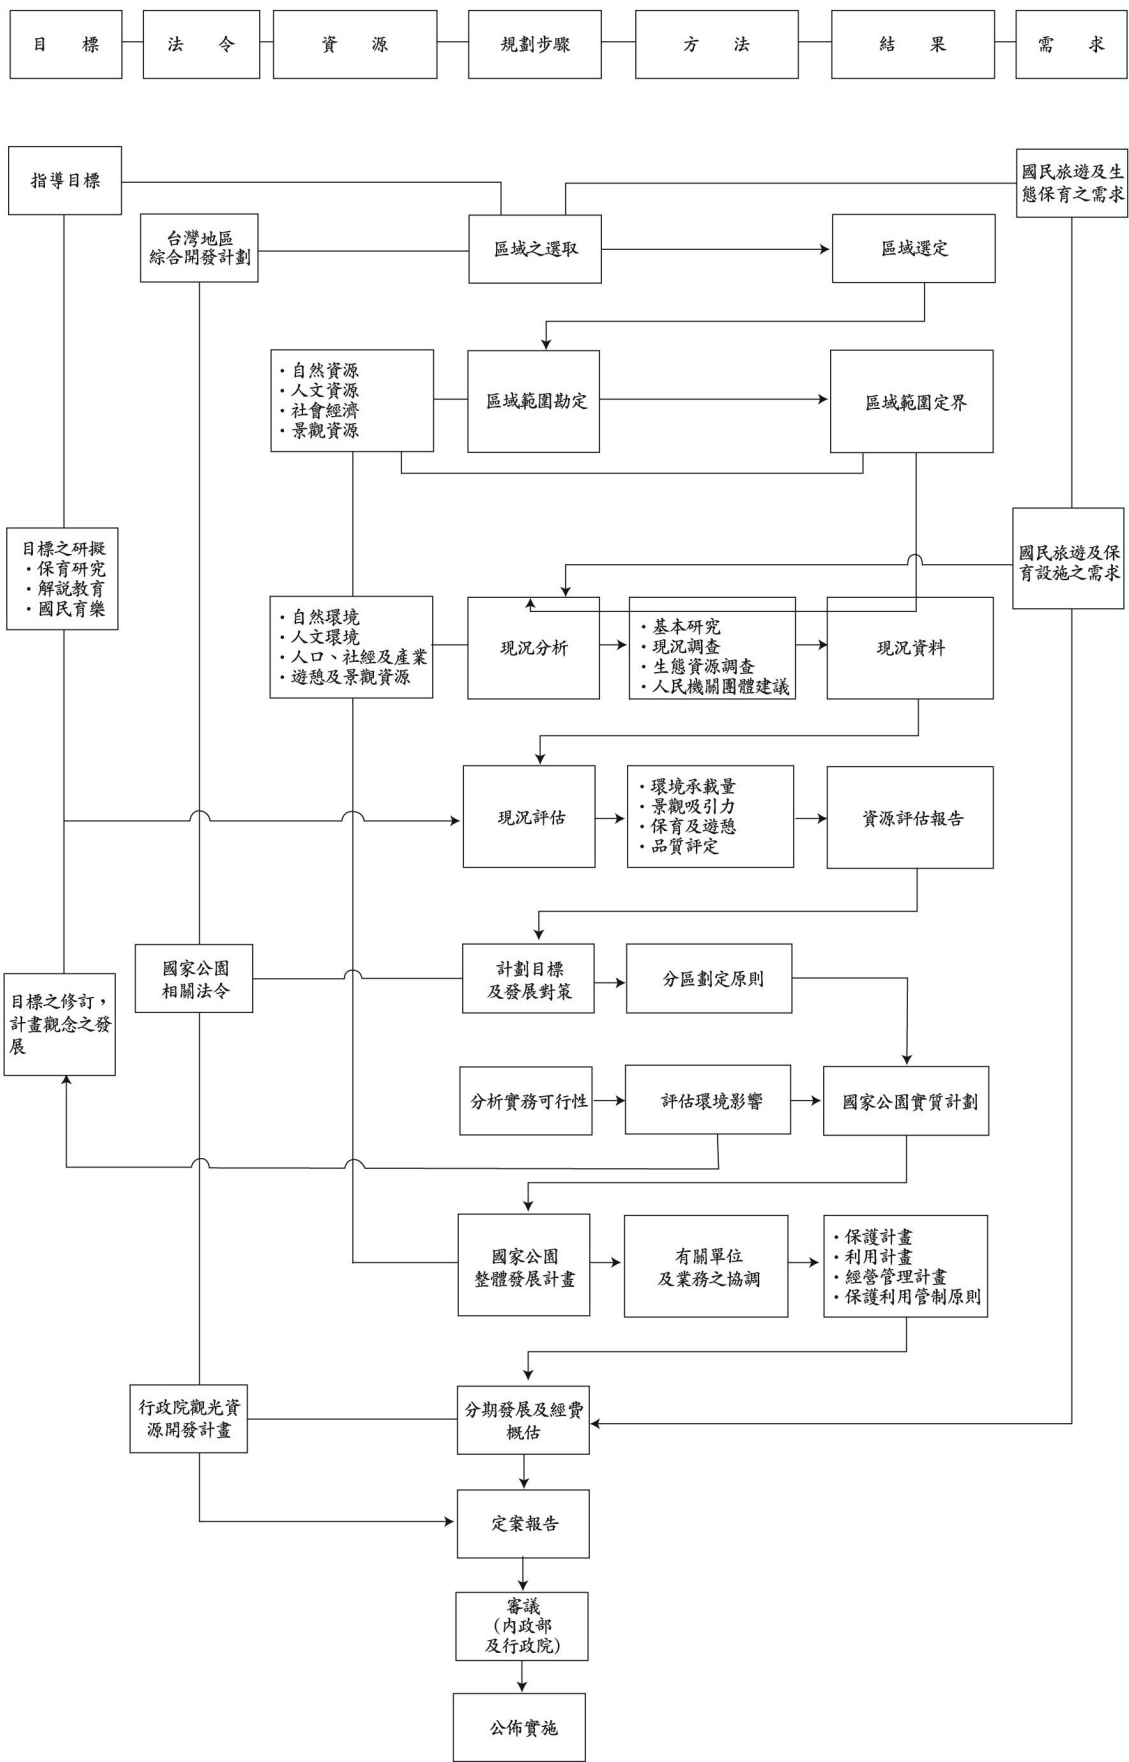 目　標
法　令
資　源
規劃步驟
方　法
結　果
需　求
指導目標
國民旅遊及生
態保育之需求
台灣地區
綜合開發計劃
區域之選取
區域選定
・自然資源
・人文資源
・社會經濟
・景觀資源
區域範圍勘定
區域範圍定界
目標之研擬
・保育研究
・解說教育
・國民育樂
國民旅遊及保
育設施之需求
・自然環境
・人文環境
・人口、社經及產業
・遊憩及景觀資源
現況分析
・基本研究
・現況調查
・生態資源調查
・人民機關團體建議
現況資料
現況評估
・環境承載量
・景觀吸引力
・保育及遊憩
・品質評定
資源評估報告
國家公園
相關法令
計劃目標
及發展對策
分區劃定原則
目標之修訂，
計畫觀念之發
展
分析實務可行性
評估環境影響
國家公園實質計劃
國家公園
整體發展計畫
有關單位
及業務之協調
・保護計畫
・利用計畫
・經營管理計畫
・保護利用管制原則
行政院觀光資
源開發計畫
分期發展及經費
概估
定案報告
審議
(內政部
及行政院)
公佈實施